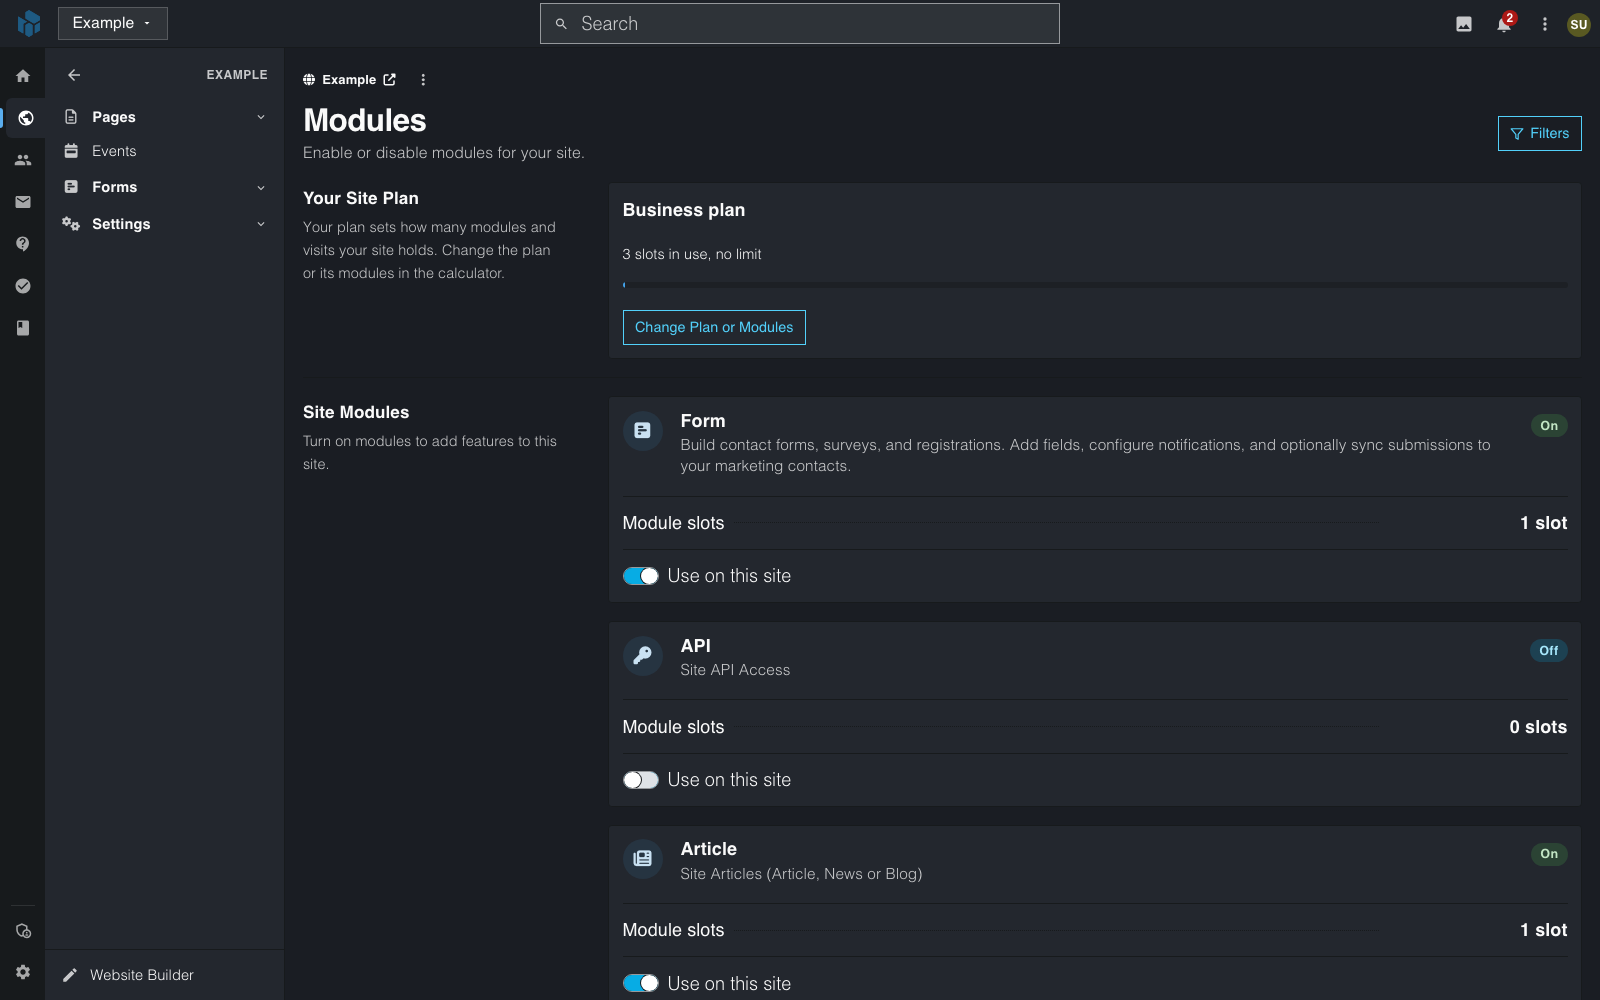 Example
Search
2
SU
EXAMPLE
Pages
Events
Forms
Settings
Website Builder
Example
Modules
Enable or disable modules for your site.
Filters
Your Site Plan
Your plan sets how many modules and
visits your site holds. Change the plan
or its modules in the calculator.
Business plan
3 slots in use, no limit
Change Plan or Modules
Site Modules
Turn on modules to add features to this
site.
Form
On
Build contact forms, surveys, and registrations. Add fields, configure notifications, and optionally sync submissions to
your marketing contacts.
Module slots
1 slot
Use on this site
API
Off
Site API Access
Module slots
0 slots
Use on this site
Article
On
Site Articles (Article, News or Blog)
Module slots
1 slot
Use on this site